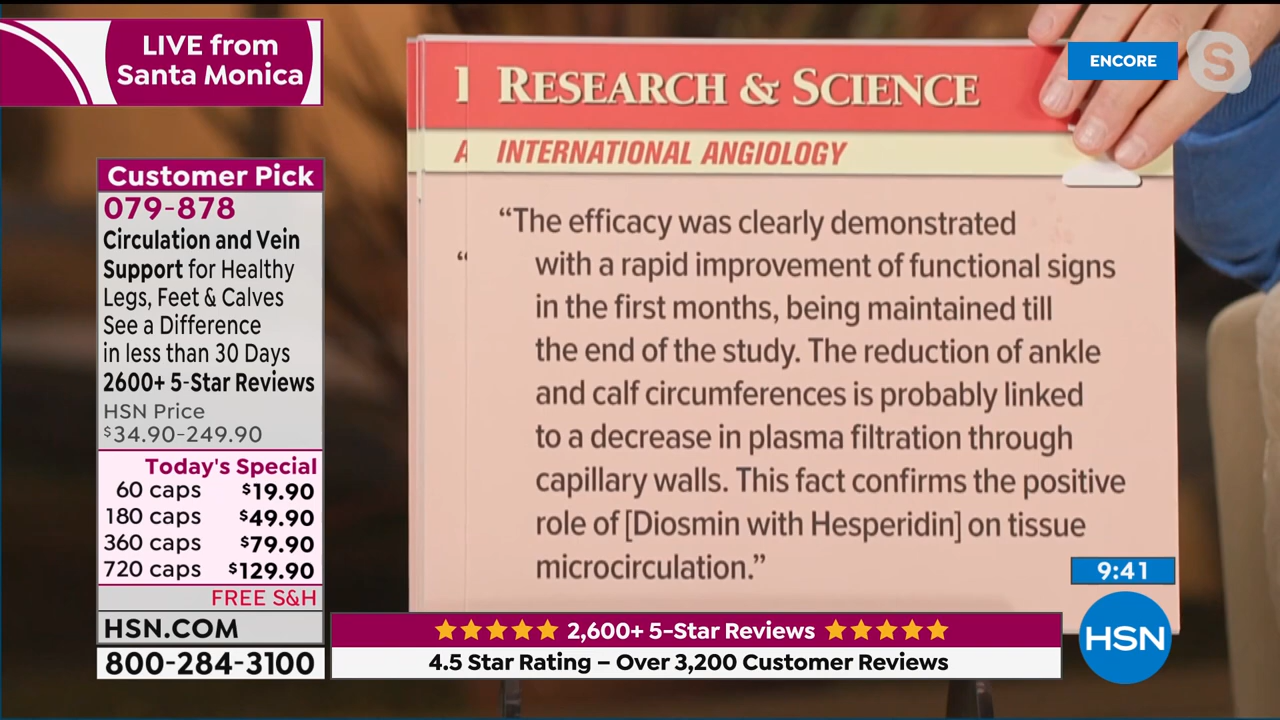 LIVE from
Santa Monica
Customer Pick
079-878
Circulation and Vein
Support for Healthy
Legs, Feet & Calves
See a Difference
in less than 30 Days
2600+ 5-Star Reviews
HSN Price
$34.90-249.90
Today's Special
60 caps $19.90
180 caps $49.90
360 caps $79.90
720 caps $129.90
FREE S&H
HSN.COM
800-284-3100
RESEARCH & SCIENCE
INTERNATIONAL ANGIOLOGY
“The efficacy was clearly demonstrated
with a rapid improvement of functional signs
in the first months, being maintained till
the end of the study. The reduction of ankle
and calf circumferences is probably linked
to a decrease in plasma filtration through
capillary walls. This fact confirms the positive
role of [Diosmin with Hesperidin] on tissue
microcirculation.”
ENCORE
S
9:41
HSN
2,600+ 5-Star Reviews
4.5 Star Rating – Over 3,200 Customer Reviews